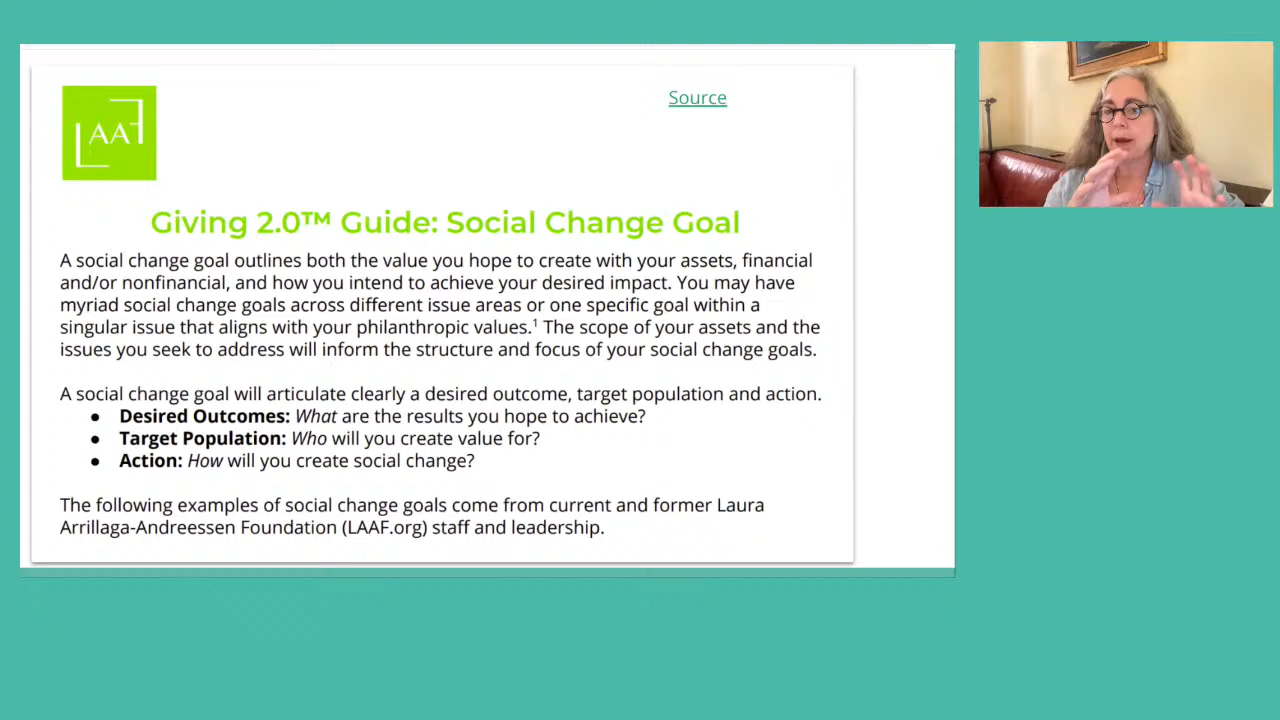 LAAF
Source
Giving 2.0™ Guide: Social Change Goal
A social change goal outlines both the value you hope to create with your assets, financial
and/or nonfinancial, and how you intend to achieve your desired impact. You may have
myriad social change goals across different issue areas or one specific goal within a
singular issue that aligns with your philanthropic values.¹ The scope of your assets and the
issues you seek to address will inform the structure and focus of your social change goals.
A social change goal will articulate clearly a desired outcome, target population and action.
● Desired Outcomes: What are the results you hope to achieve?
● Target Population: Who will you create value for?
● Action: How will you create social change?
The following examples of social change goals come from current and former Laura
Arrillaga-Andreessen Foundation (LAAF.org) staff and leadership.